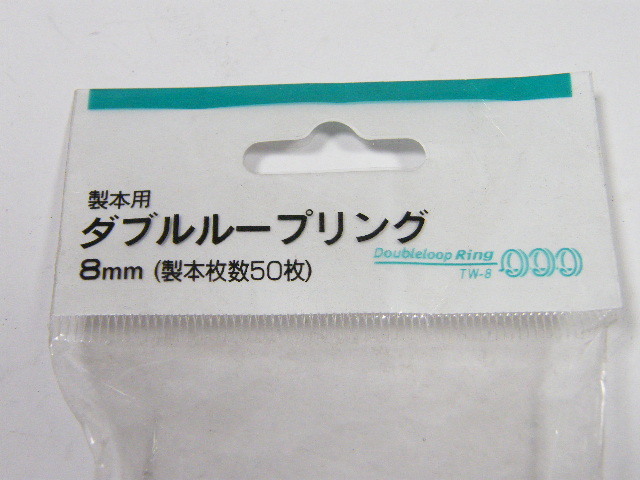 製本用
ダブルループリング
8mm (製本枚数50枚)
Doubleloop Ring
TW-8